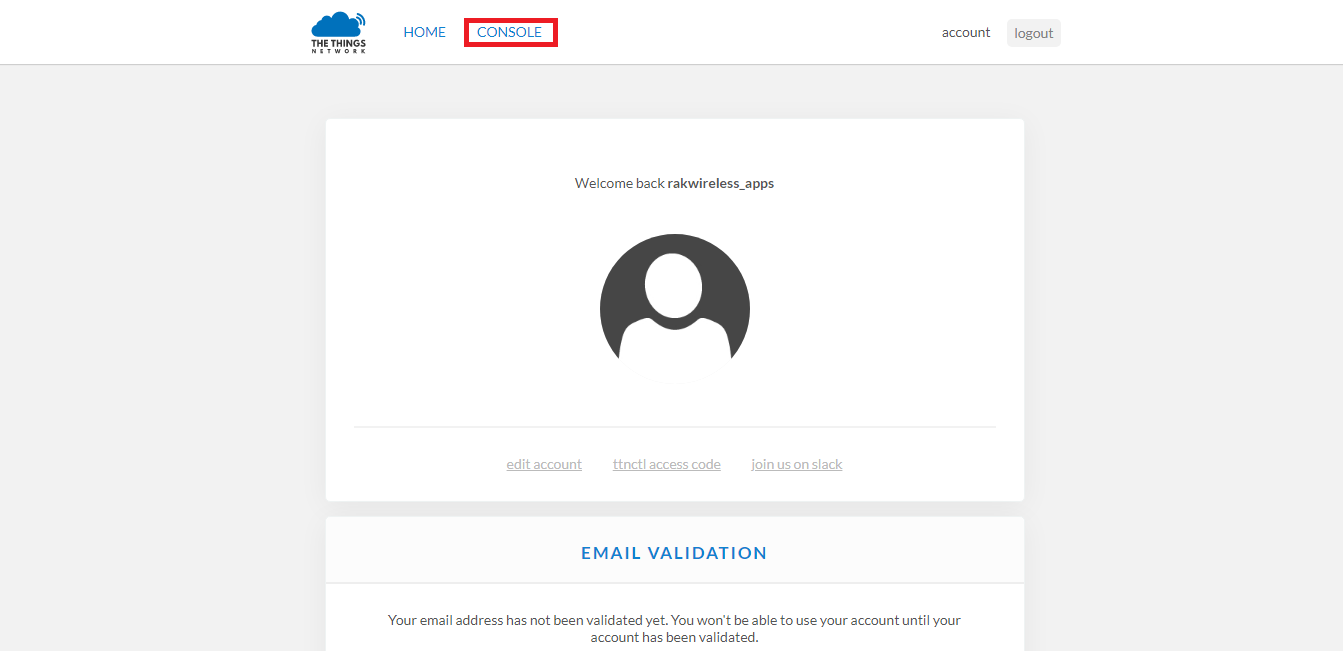 THE THINGS
NETWORK
HOME
CONSOLE
account
logout
Welcome back rakwireless_apps
edit account
ttnctl access code
join us on slack
EMAIL VALIDATION
Your email address has not been validated yet. You won't be able to use your account until your
account has been validated.